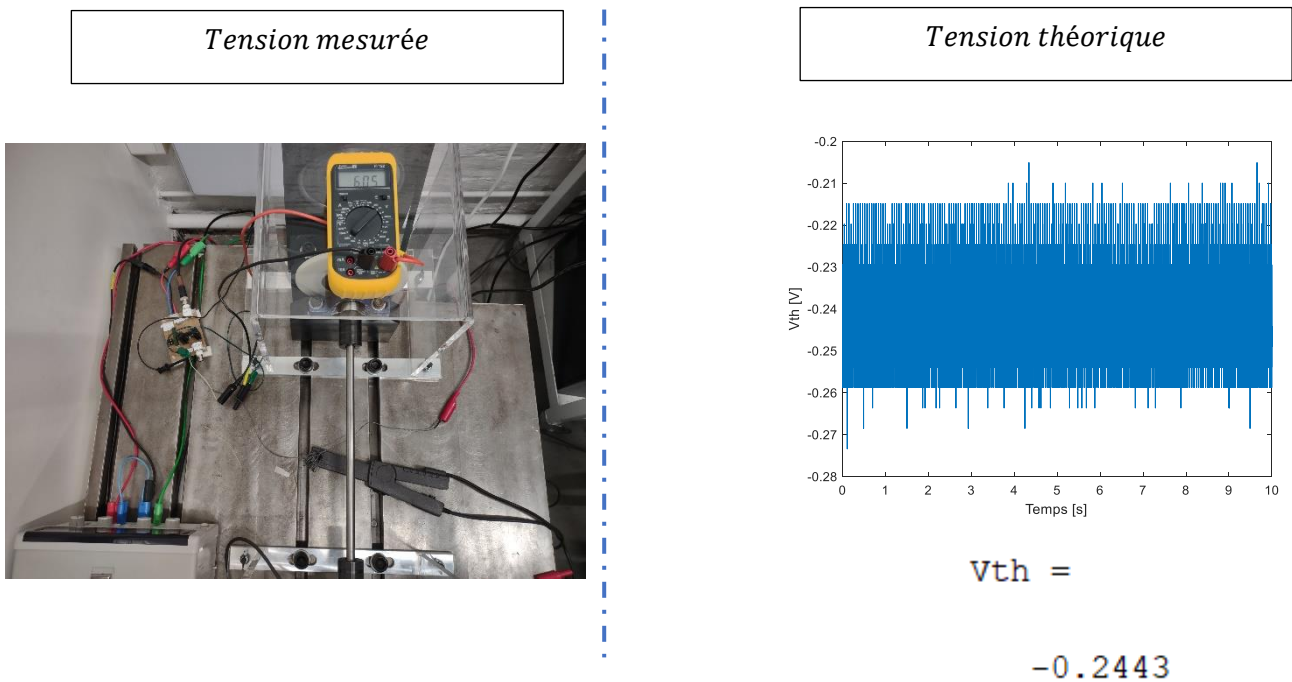 Tension mesurée
605
Tension théorique
-0.2
-0.21
-0.22
-0.23
-0.24
-0.25
-0.26
-0.27
-0.28
Vth [V]
0 1 2 3 4 5 6 7 8 9 10
Temps [s]
Vth =
-0.2443